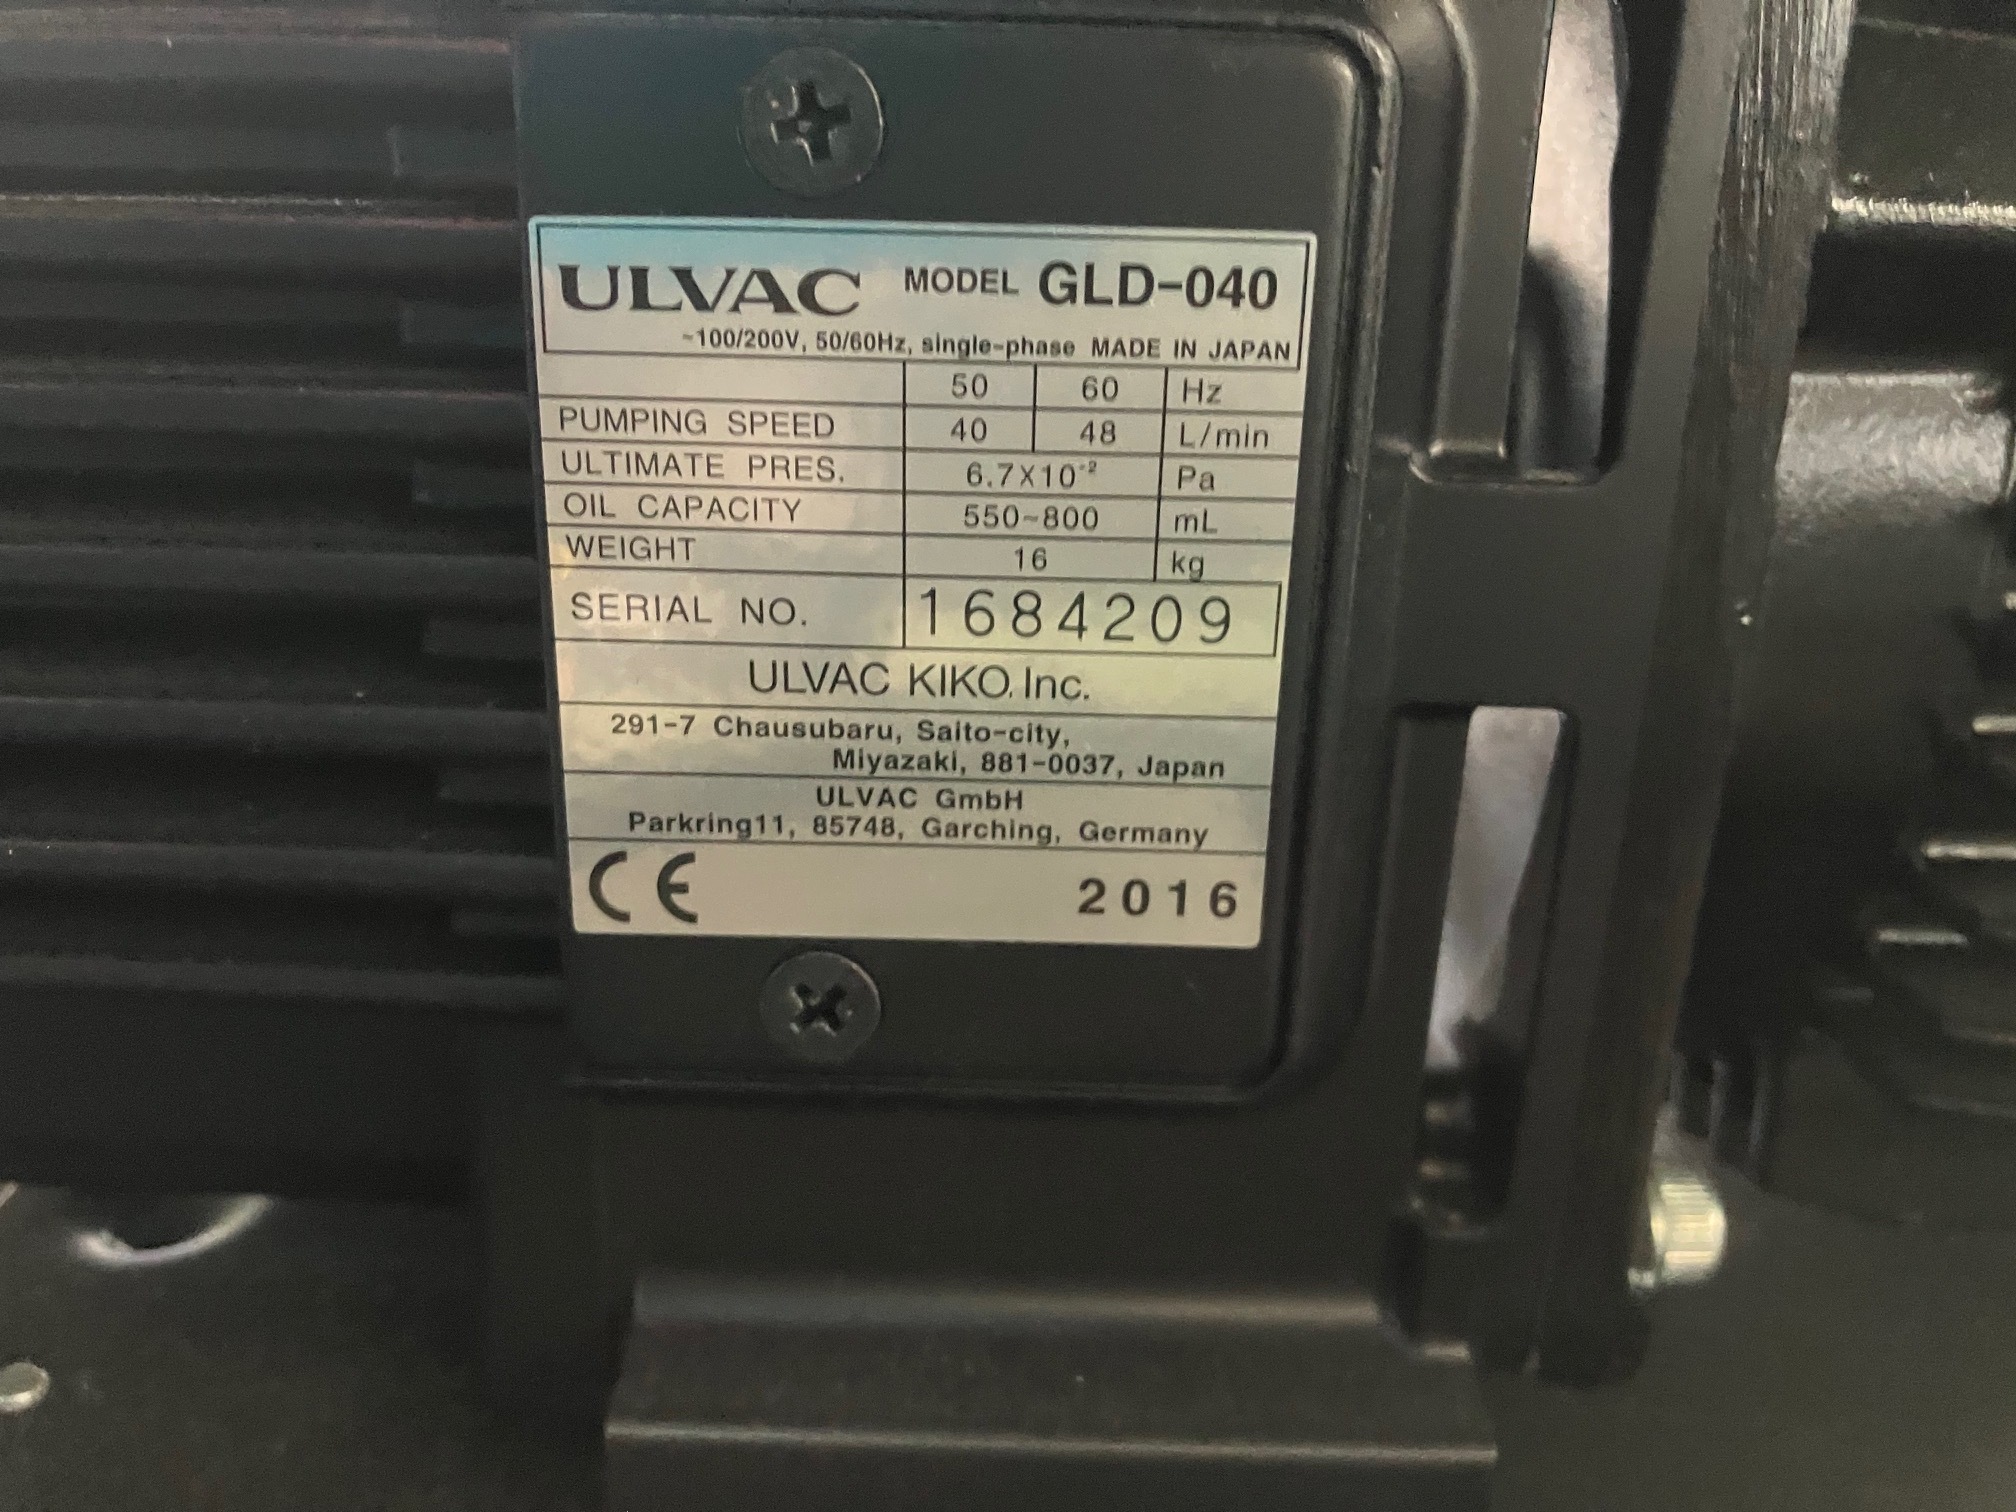 ULVAC MODEL GLD-040
~100/200V, 50/60Hz, single-phase MADE IN JAPAN
50 60 Hz
PUMPING SPEED 40 48 L/min
ULTIMATE PRES. 6.7X10⁻² Pa
OIL CAPACITY 550~800 mL
WEIGHT 16 kg
SERIAL NO. 1684209
ULVAC KIKO. Inc.
291-7 Chausubaru, Saito-city,
Miyazaki, 881-0037, Japan
ULVAC GmbH
Parkring11, 85748, Garching, Germany
CE 2016